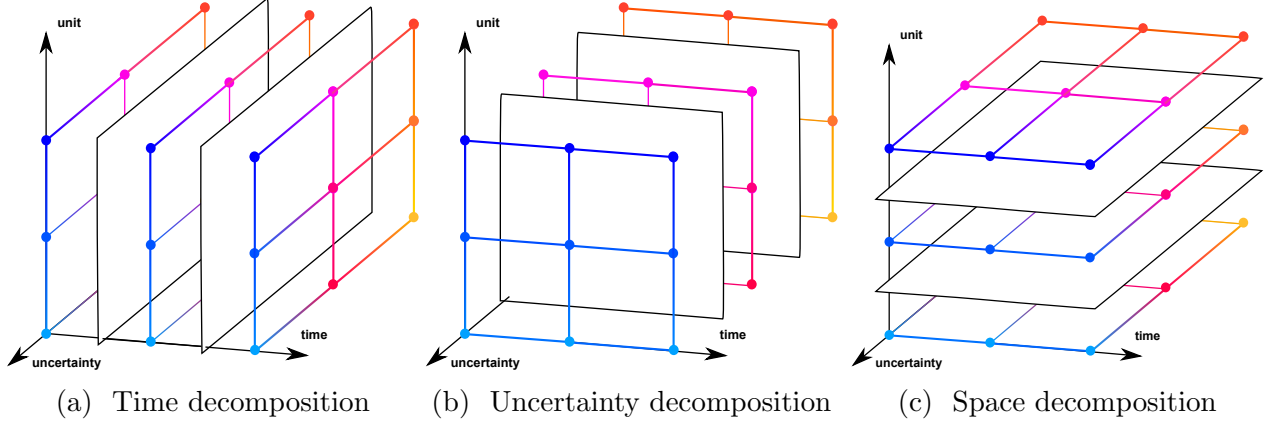 unit
time
uncertainty
(a) Time decomposition
unit
time
uncertainty
(b) Uncertainty decomposition
unit
time
uncertainty
(c) Space decomposition